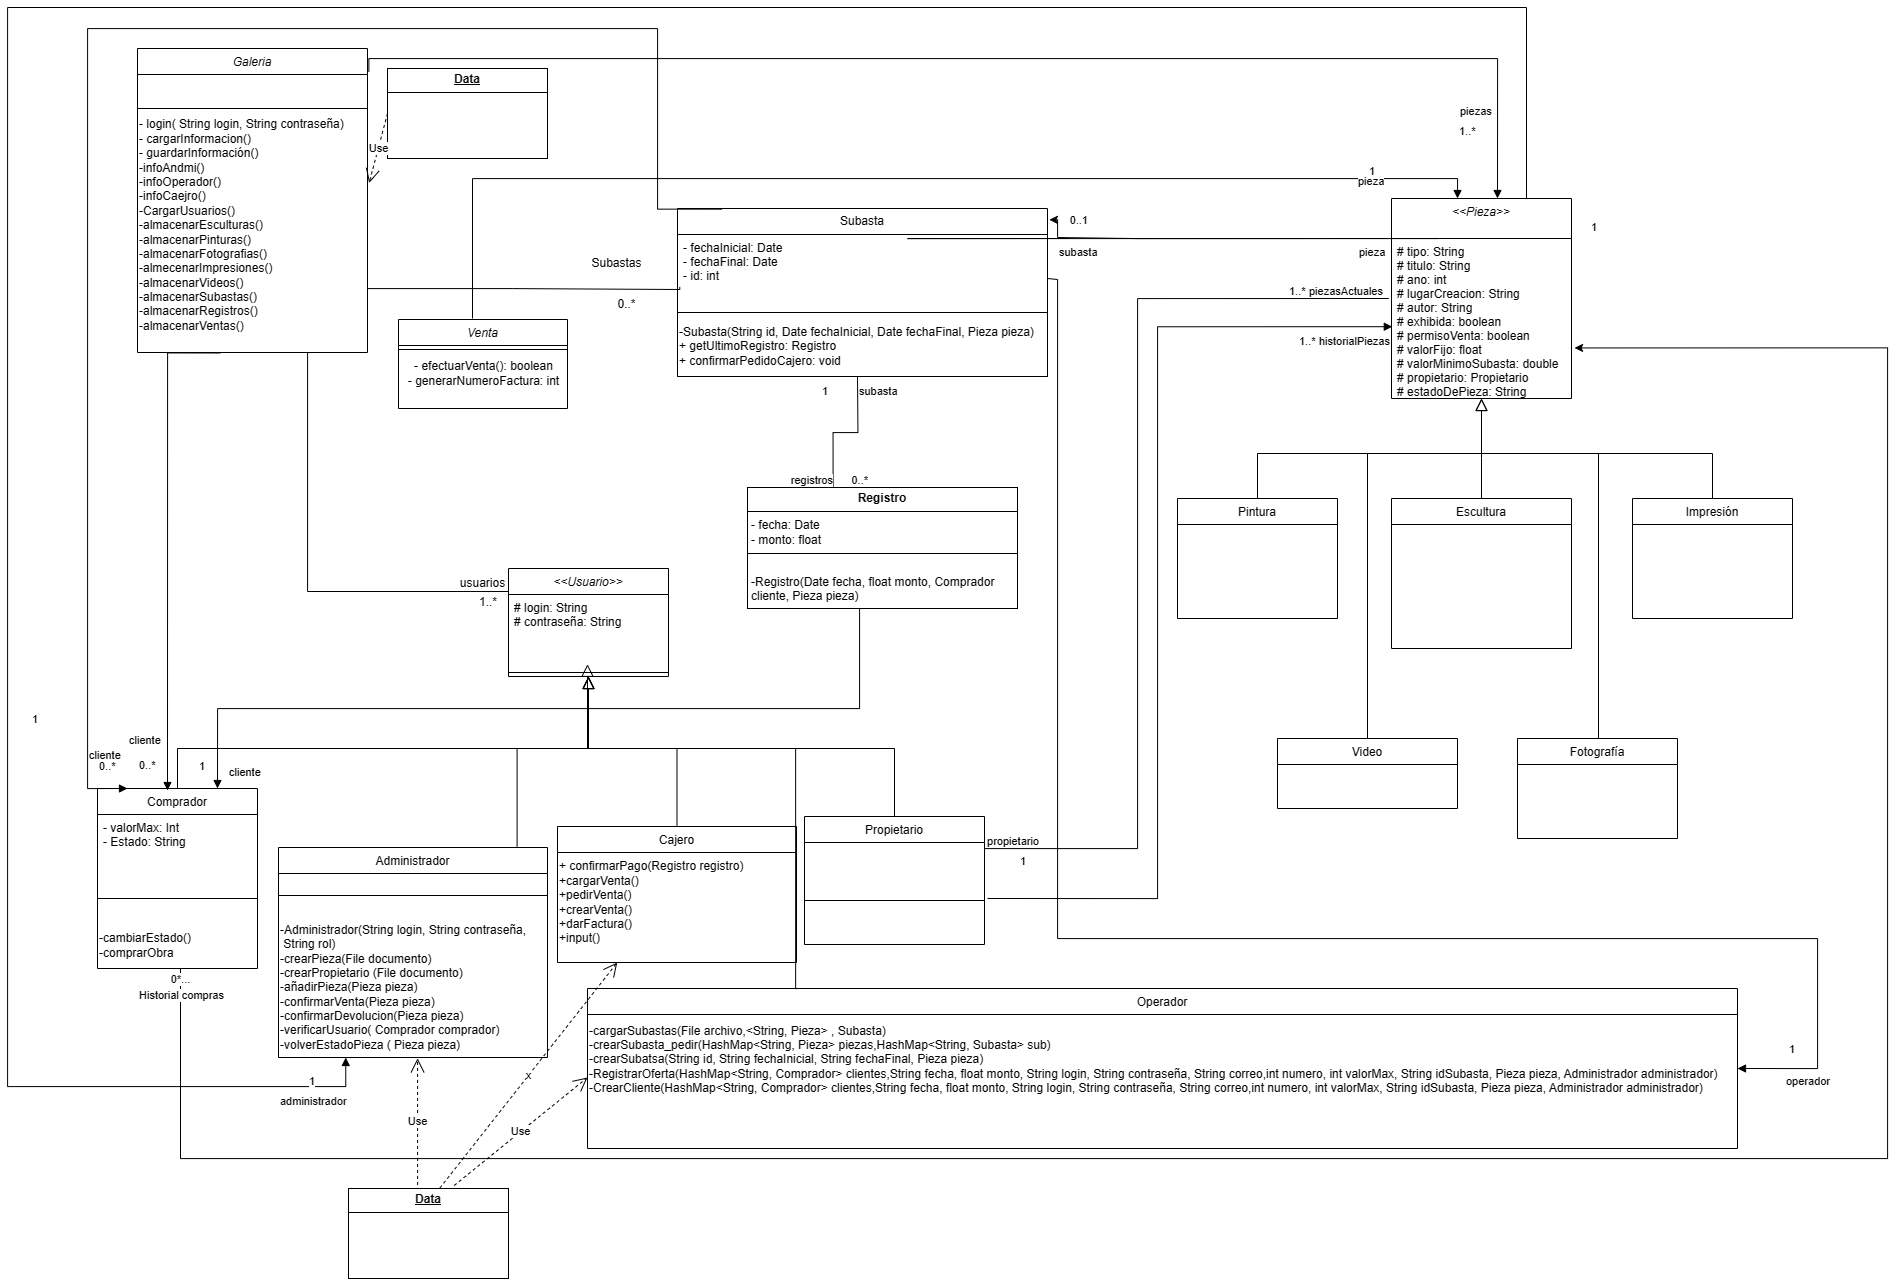 Galeria
- login( String login, String contraseña)
- cargarInformacion()
- guardarInformación()
-infoAndmi()
-infoOperador()
-infoCaejro()
-CargarUsuarios()
-almacenarEsculturas()
-almacenarPinturas()
-almacenarFotografias()
-almecenarImpresiones()
-almacenarVideos()
-almacenarSubastas()
-almacenarRegistros()
-almacenarVentas()
Data
Use
piezas
1..*
1
pieza
Subasta
- fechaInicial: Date
- fechaFinal: Date
- id: int
-Subasta(String id, Date fechaInicial, Date fechaFinal, Pieza pieza)
+ getUltimoRegistro: Registro
+ confirmarPedidoCajero: void
0..1
subasta
pieza
1
Subastas
0..*
<<Pieza>>
# tipo: String
# titulo: String
# ano: int
# lugarCreacion: String
# autor: String
# exhibida: boolean
# permisoVenta: boolean
# valorFijo: float
# valorMinimoSubasta: double
# propietario: Propietario
# estadoDePieza: String
1..* piezasActuales
1..* historialPiezas
Venta
- efectuarVenta(): boolean
- generarNumeroFactura: int
1
subasta
registros
0..*
Registro
- fecha: Date
- monto: float
-Registro(Date fecha, float monto, Comprador
cliente, Pieza pieza)
Pintura
Escultura
Impresión
Video
Fotografía
usuarios
1..*
<<Usuario>>
# login: String
# contraseña: String
1
cliente
0..*
cliente
0..*
1
cliente
Comprador
- valorMax: Int
- Estado: String
-cambiarEstado()
-comprarObra
0*...
Historial compras
Administrador
-Administrador(String login, String contraseña,
String rol)
-crearPieza(File documento)
-crearPropietario (File documento)
-añadirPieza(Pieza pieza)
-confirmarVenta(Pieza pieza)
-confirmarDevolucion(Pieza pieza)
-verificarUsuario( Comprador comprador)
-volverEstadoPieza ( Pieza pieza)
1
administrador
Cajero
+ confirmarPago(Registro registro)
+cargarVenta()
+pedirVenta()
+crearVenta()
+darFactura()
+input()
Propietario
propietario
1
Operador
-cargarSubastas(File archivo,<String, Pieza> , Subasta)
-crearSubasta_pedir(HashMap<String, Pieza> piezas,HashMap<String, Subasta> sub)
-crearSubatsa(String id, String fechaInicial, String fechaFinal, Pieza pieza)
-RegistrarOferta(HashMap<String, Comprador> clientes,String fecha, float monto, String login, String contraseña, String correo,int numero, int valorMax, String idSubasta, Pieza pieza, Administrador administrador)
-CrearCliente(HashMap<String, Comprador> clientes,String fecha, float monto, String login, String contraseña, String correo,int numero, int valorMax, String idSubasta, Pieza pieza, Administrador administrador)
1
operador
x
Use
Use
Data